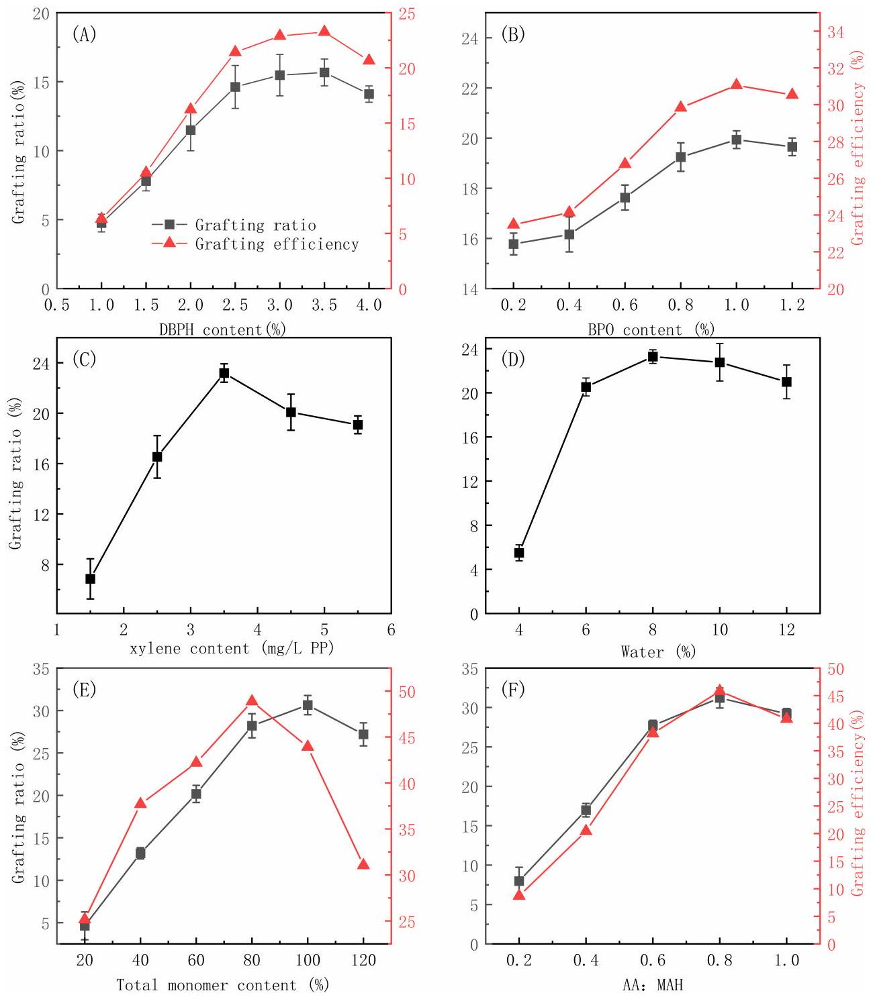 (A)
Grafting ratio(%)
20
15
10
5
0
25
20
15
10
5
0
Grafting ratio
Grafting efficiency
0.5 1.0 1.5 2.0 2.5 3.0 3.5 4.0
DBPH content(%)
(B)
24
22
20
18
16
14
34
32
30
28
26
24
22
20
Grafting efficiency (%)
0.2 0.4 0.6 0.8 1.0 1.2
BPO content (%)
(C)
Grafting ratio (%)
24
20
16
12
8
1 2 3 4 5 6
xylene content (mg/L PP)
(D)
24
20
16
12
8
4
0
4 6 8 10 12
Water (%)
(E)
Grafting ratio (%)
35
30
25
20
15
10
5
50
45
40
35
30
25
20 40 60 80 100 120
Total monomer content (%)
(F)
35
30
25
20
15
10
5
0
50
45
40
35
30
25
20
15
10
5
0
Grafting efficiency(%)
0.2 0.4 0.6 0.8 1.0
AA: MAH